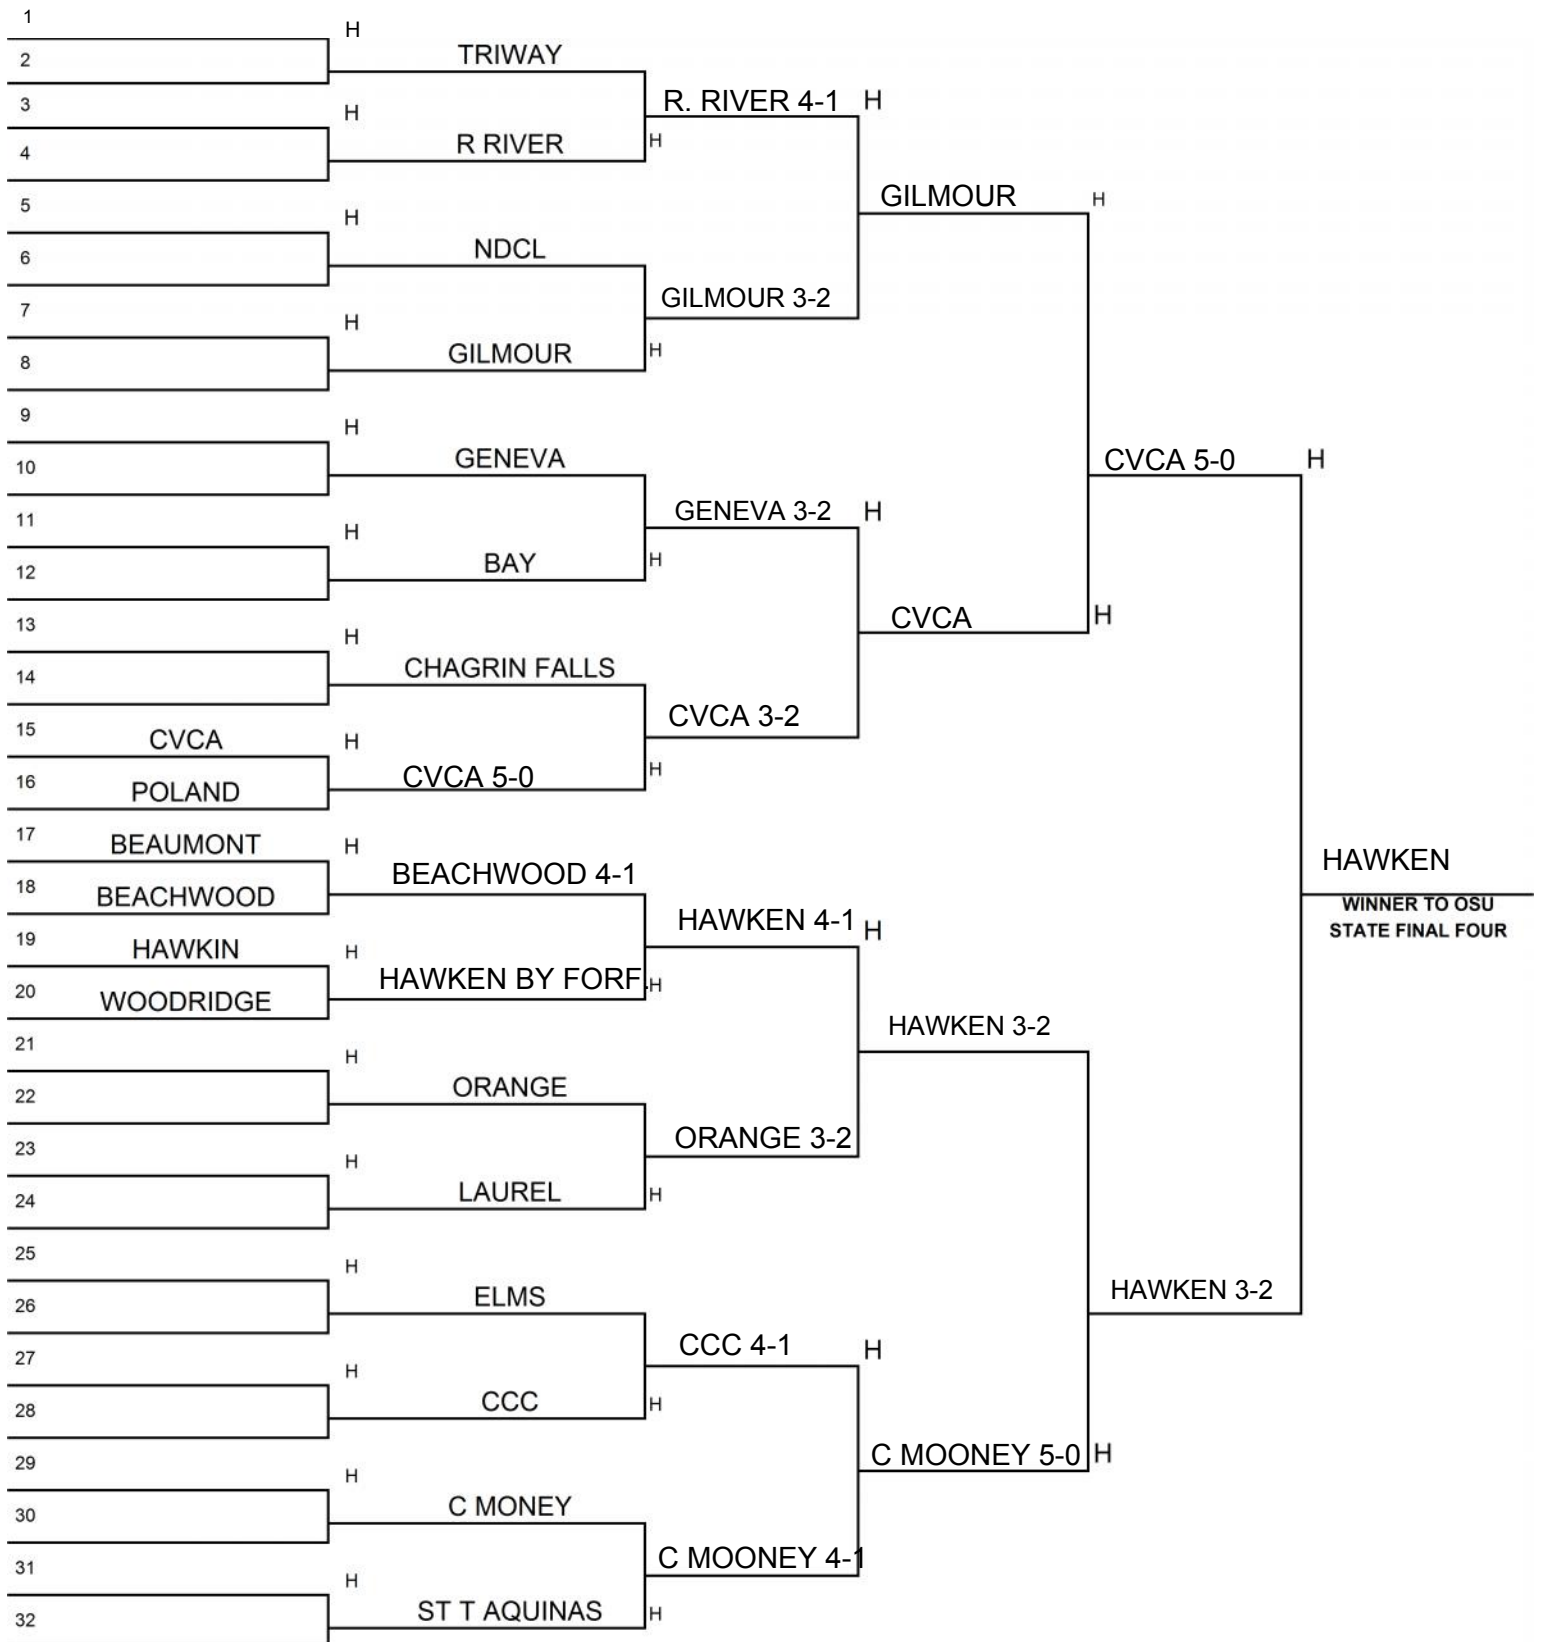 1
H
2
TRIWAY
3
H
R. RIVER 4-1 H
4
R RIVER
H
5
H
GILMOUR
H
6
NDCL
7
H
GILMOUR 3-2
8
GILMOUR
H
9
H
10
GENEVA
CVCA 5-0
H
11
H
GENEVA 3-2 H
12
BAY
H
13
H
CVCA
H
14
CHAGRIN FALLS
15
CVCA
H
CVCA 3-2
16
POLAND
CVCA 5-0
H
17
BEAUMONT
H
18
BEACHWOOD
BEACHWOOD 4-1
HAWKEN
WINNER TO OSU
STATE FINAL FOUR
19
HAWKIN
H
HAWKEN 4-1
H
20
WOODRIDGE
HAWKEN BY FORF.
H
21
H
HAWKEN 3-2
22
ORANGE
23
H
ORANGE 3-2
24
LAUREL
H
25
H
26
ELMS
HAWKEN 3-2
27
H
CCC 4-1
H
28
CCC
H
29
H
C MOONEY 5-0
H
30
C MONEY
31
H
C MOONEY 4-1
32
ST T AQUINAS
H